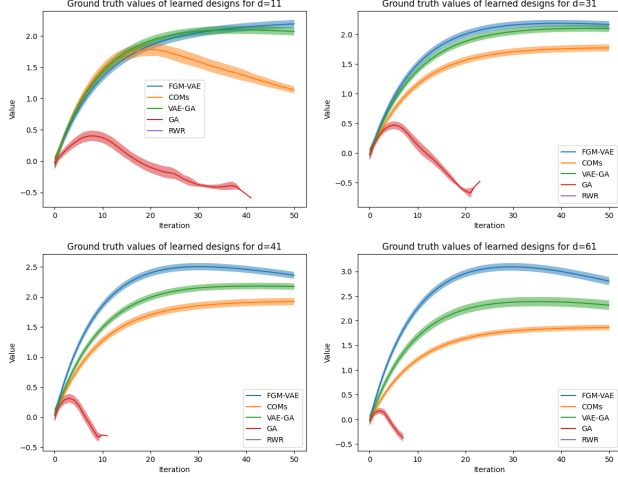 Ground truth values of learned designs for d=11
2.0
1.5
1.0
0.5
0.0
−0.5
Value
FGM-VAE
COMs
VAE-GA
GA
RWR
0 10 20 30 40 50
Iteration
Ground truth values of learned designs for d=31
2.0
1.5
1.0
0.5
0.0
−0.5
Value
FGM-VAE
COMs
VAE-GA
GA
RWR
0 10 20 30 40 50
Iteration
Ground truth values of learned designs for d=41
2.5
2.0
1.5
1.0
0.5
0.0
−0.5
Value
FGM-VAE
COMs
VAE-GA
GA
RWR
0 10 20 30 40 50
Iteration
Ground truth values of learned designs for d=61
3.0
2.5
2.0
1.5
1.0
0.5
0.0
−0.5
Value
FGM-VAE
COMs
VAE-GA
GA
RWR
0 10 20 30 40 50
Iteration